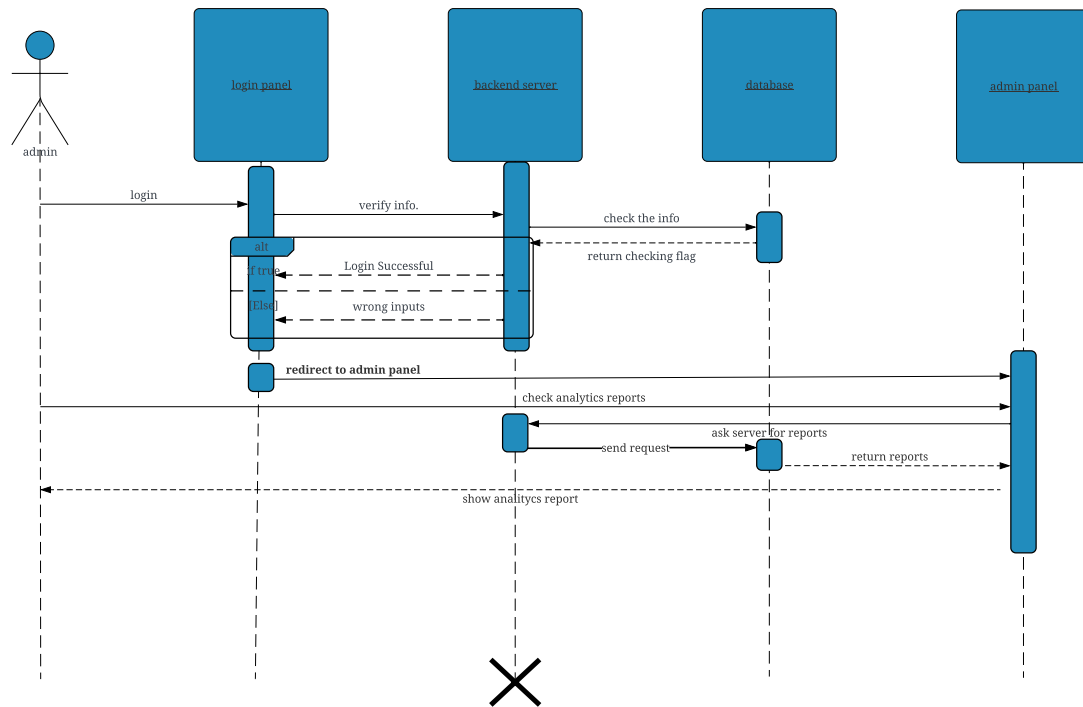 login panel
backend server
database
admin panel
admin
login
verify info.
check the info
alt
return checking flag
if true
Login Successful
[Else]
wrong inputs
redirect to admin panel
check analytics reports
ask server for reports
send request
return reports
show analitycs report